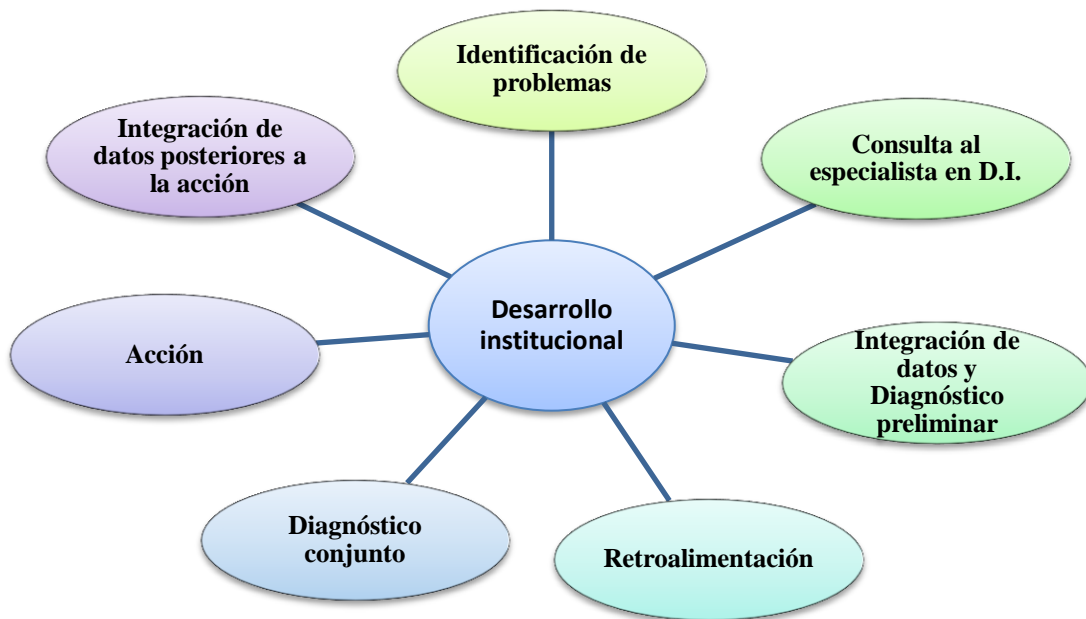 Identificación de
problemas
Consulta al
especialista en D.I.
Integración de
datos y
Diagnóstico
preliminar
Retroalimentación
Diagnóstico
conjunto
Acción
Integración de
datos posteriores a
la acción
Desarrollo
institucional